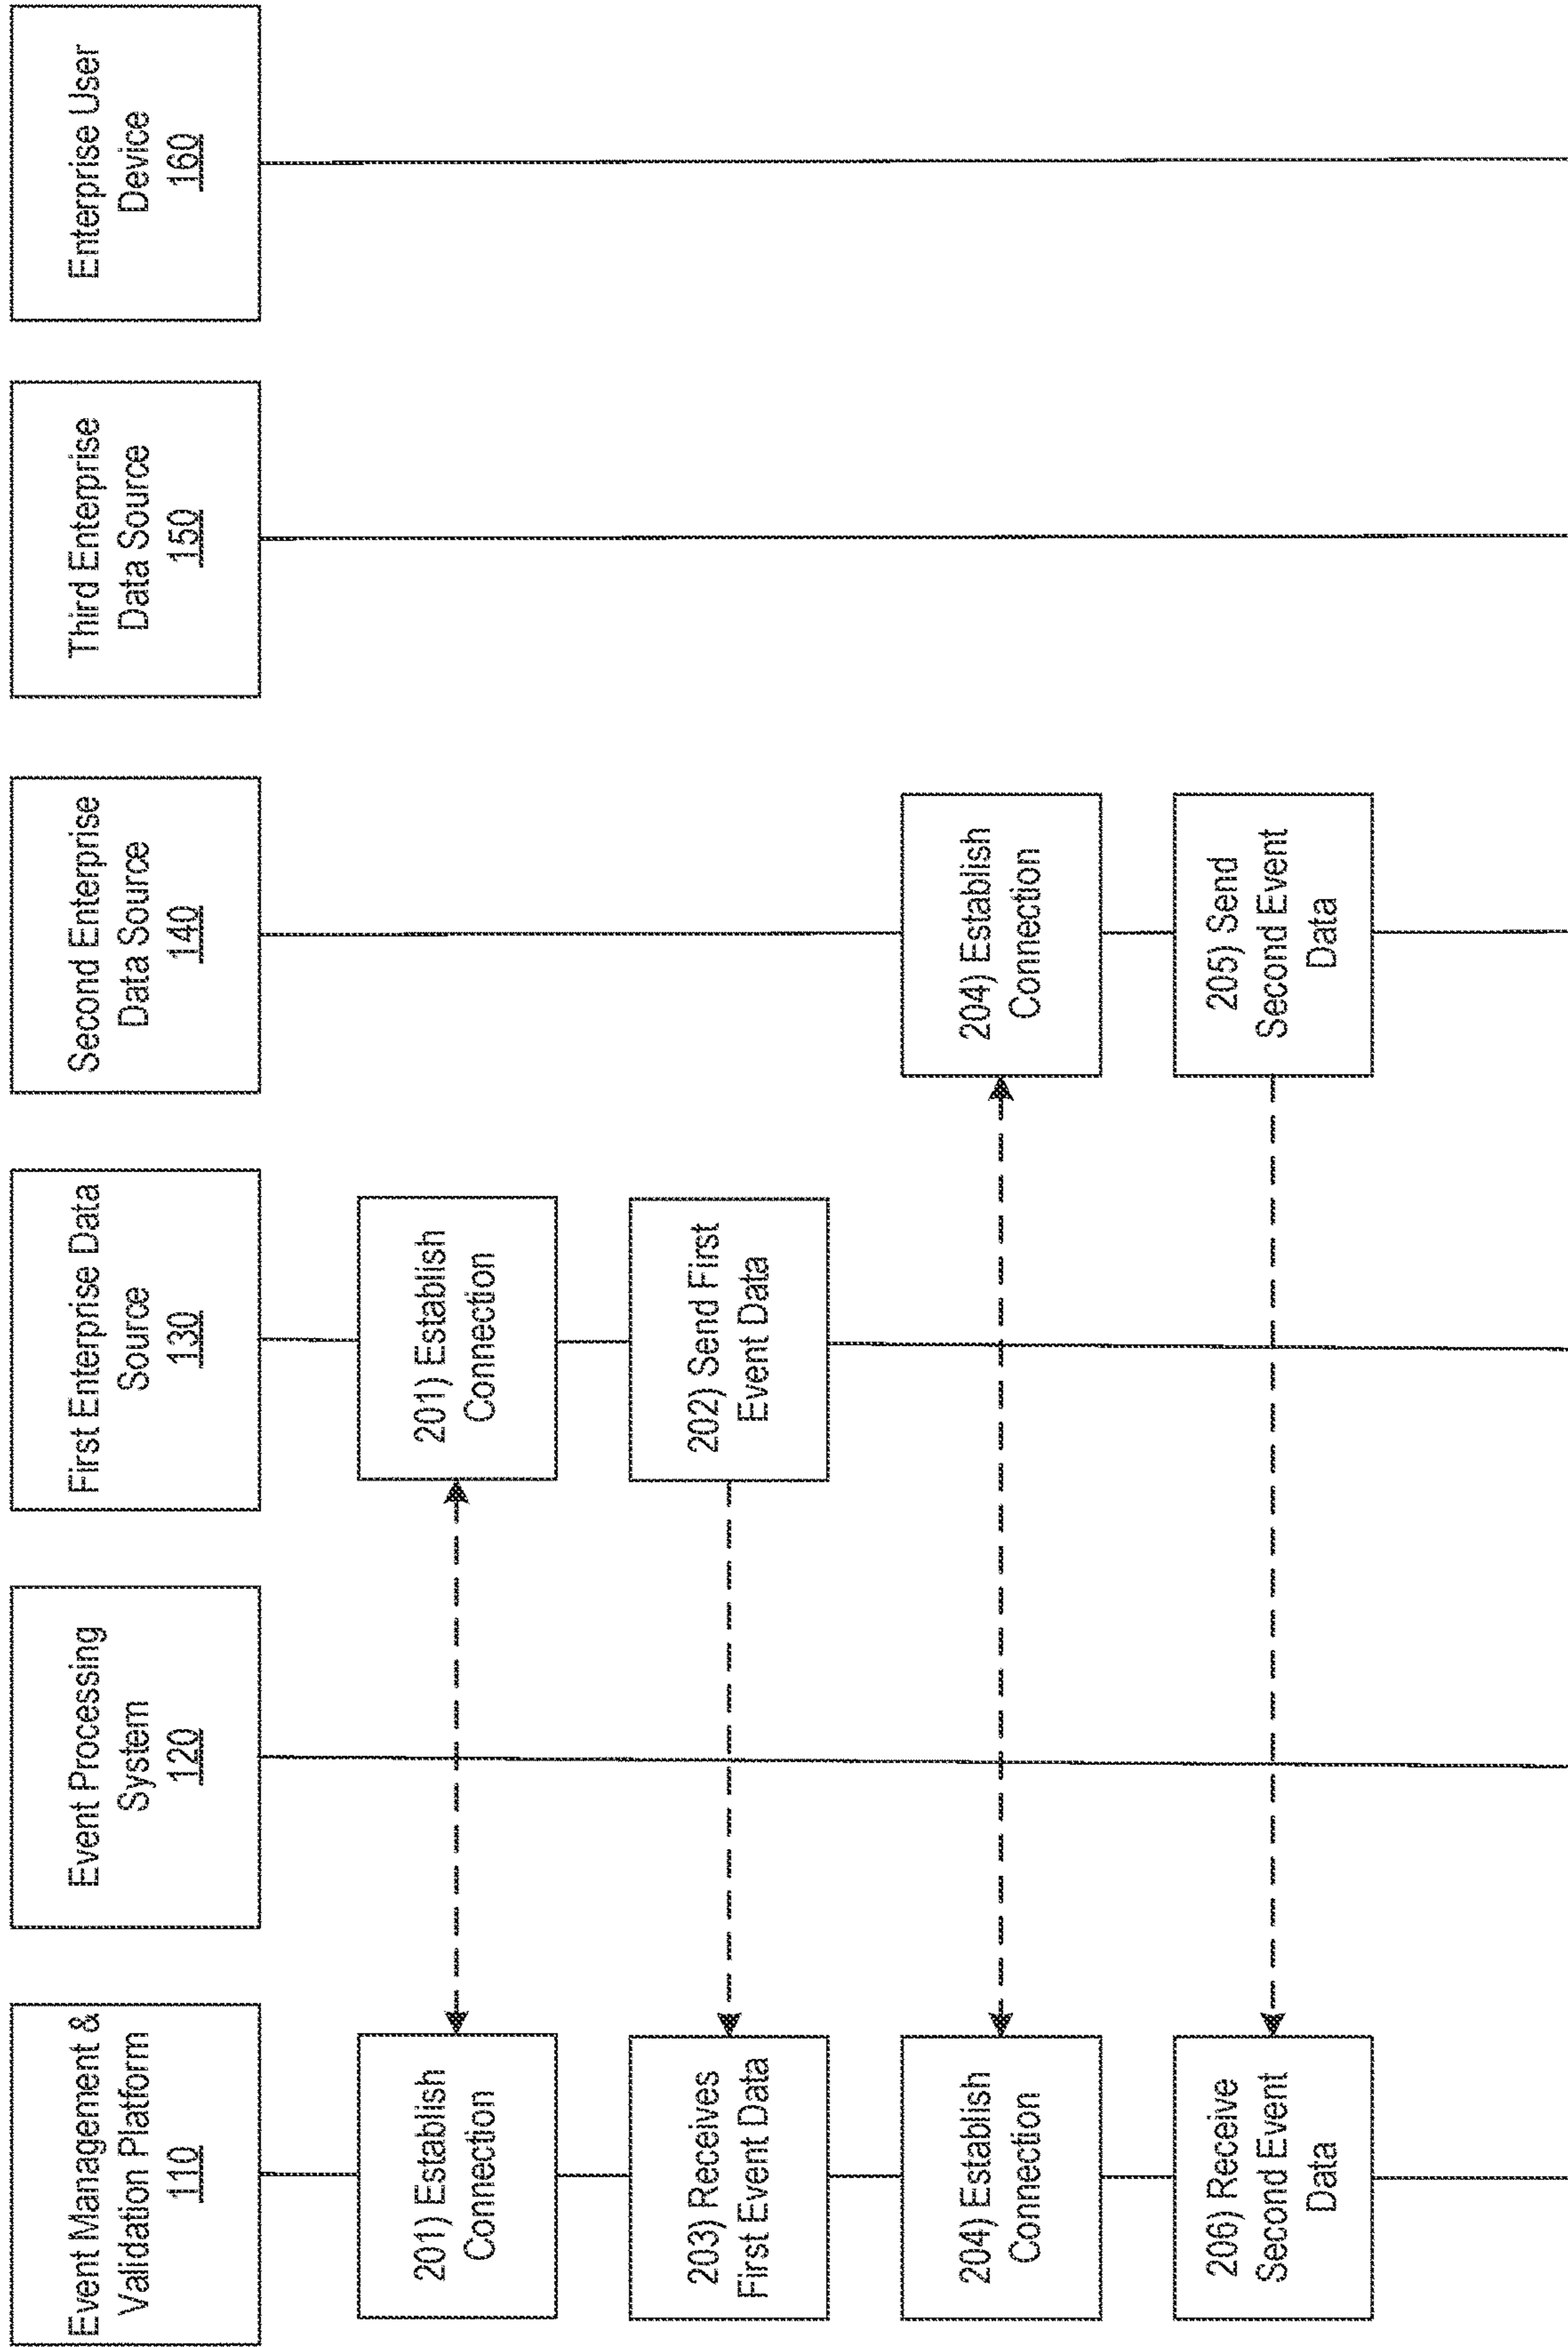 Event Management &
Validation Platform
110
Event Processing
System
120
First Enterprise Data
Source
130
Second Enterprise
Data Source
140
Third Enterprise
Data Source
150
Enterprise User
Device
160
201) Establish
Connection
201) Establish
Connection
203) Receives
First Event Data
202) Send First
Event Data
204) Establish
Connection
204) Establish
Connection
206) Receive
Second Event
Data
205) Send
Second Event
Data